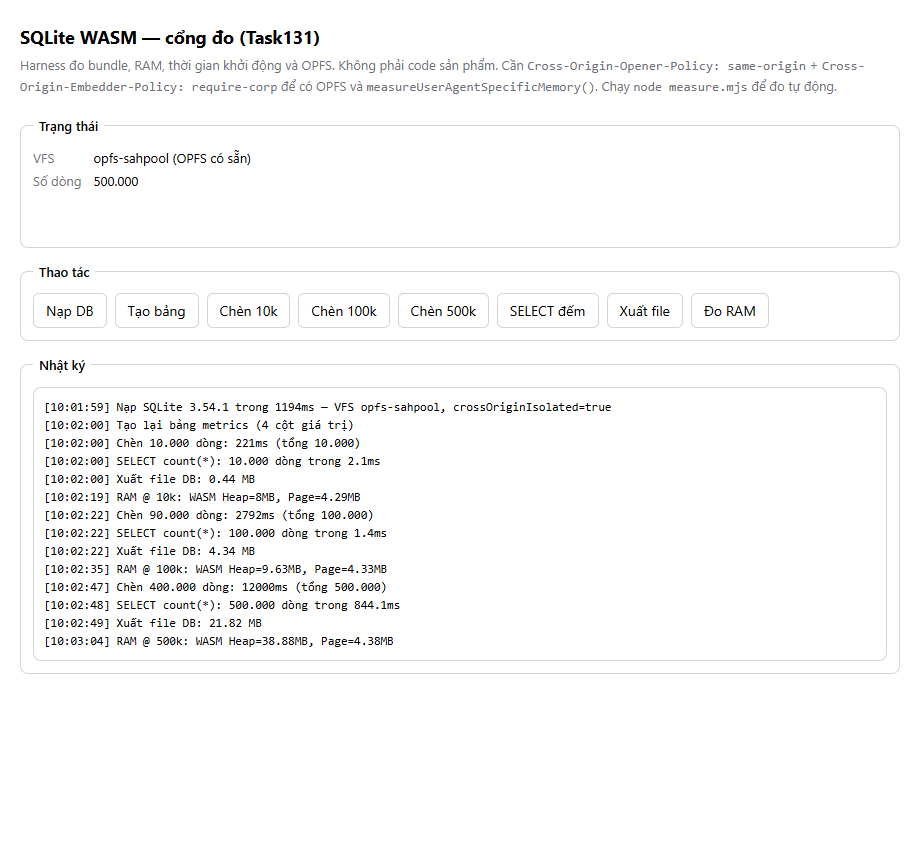 SQLite WASM — cổng đo (Task131)
Harness đo bundle, RAM, thời gian khởi động và OPFS. Không phải code sản phẩm. Cần Cross-Origin-Opener-Policy: same-origin + Cross-
Origin-Embedder-Policy: require-corp để có OPFS và measureUserAgentSpecificMemory(). Chạy node measure.mjs để đo tự động.
Trạng thái
VFS opfs-sahpool (OPFS có sẵn)
Số dòng 500.000
Thao tác
Nạp DB Tạo bảng Chèn 10k Chèn 100k Chèn 500k SELECT đếm Xuất file Đo RAM
Nhật ký
[10:01:59] Nạp SQLite 3.54.1 trong 1194ms — VFS opfs-sahpool, crossOriginIsolated=true
[10:02:00] Tạo lại bảng metrics (4 cột giá trị)
[10:02:00] Chèn 10.000 dòng: 221ms (tổng 10.000)
[10:02:00] SELECT count(*): 10.000 dòng trong 2.1ms
[10:02:00] Xuất file DB: 0.44 MB
[10:02:19] RAM @ 10k: WASM Heap=8MB, Page=4.29MB
[10:02:22] Chèn 90.000 dòng: 2792ms (tổng 100.000)
[10:02:22] SELECT count(*): 100.000 dòng trong 1.4ms
[10:02:22] Xuất file DB: 4.34 MB
[10:02:35] RAM @ 100k: WASM Heap=9.63MB, Page=4.33MB
[10:02:47] Chèn 400.000 dòng: 12000ms (tổng 500.000)
[10:02:48] SELECT count(*): 500.000 dòng trong 844.1ms
[10:02:49] Xuất file DB: 21.82 MB
[10:03:04] RAM @ 500k: WASM Heap=38.88MB, Page=4.38MB